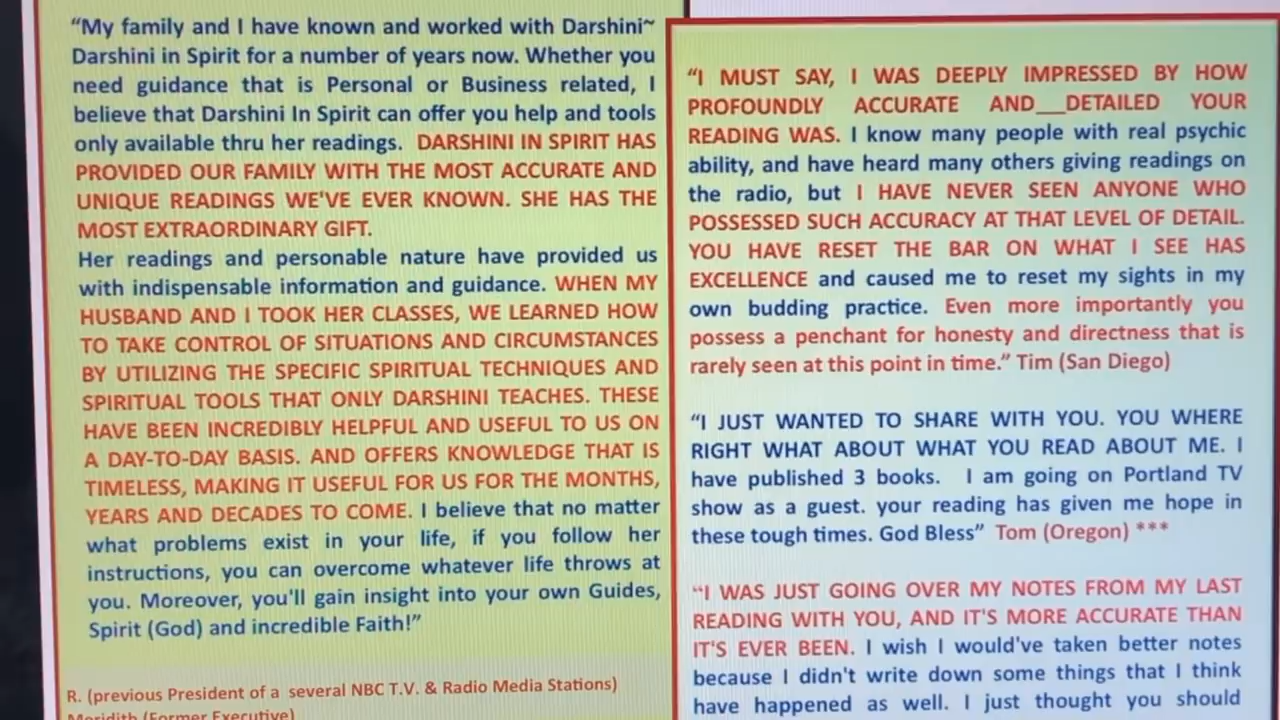 “My family and I have known and worked with Darshini~
Darshini in Spirit for a number of years now. Whether you
need guidance that is Personal or Business related, I
believe that Darshini In Spirit can offer you help and tools
only available thru her readings. DARSHINI IN SPIRIT HAS
PROVIDED OUR FAMILY WITH THE MOST ACCURATE AND
UNIQUE READINGS WE'VE EVER KNOWN. SHE HAS THE
MOST EXTRAORDINARY GIFT.
Her readings and personable nature have provided us
with indispensable information and guidance. WHEN MY
HUSBAND AND I TOOK HER CLASSES, WE LEARNED HOW
TO TAKE CONTROL OF SITUATIONS AND CIRCUMSTANCES
BY UTILIZING THE SPECIFIC SPIRITUAL TECHNIQUES AND
SPIRITUAL TOOLS THAT ONLY DARSHINI TEACHES. THESE
HAVE BEEN INCREDIBLY HELPFUL AND USEFUL TO US ON
A DAY-TO-DAY BASIS. AND OFFERS KNOWLEDGE THAT IS
TIMELESS, MAKING IT USEFUL FOR US FOR THE MONTHS,
YEARS AND DECADES TO COME. I believe that no matter
what problems exist in your life, if you follow her
instructions, you can overcome whatever life throws at
you. Moreover, you'll gain insight into your own Guides,
Spirit (God) and incredible Faith!”
R. (previous President of a several NBC T.V. & Radio Media Stations)
Meridith (Former Executive)
“I MUST SAY, I WAS DEEPLY IMPRESSED BY HOW
PROFOUNDLY ACCURATE AND__DETAILED YOUR
READING WAS. I know many people with real psychic
ability, and have heard many others giving readings on
the radio, but I HAVE NEVER SEEN ANYONE WHO
POSSESSED SUCH ACCURACY AT THAT LEVEL OF DETAIL.
YOU HAVE RESET THE BAR ON WHAT I SEE HAS
EXCELLENCE and caused me to reset my sights in my
own budding practice. Even more importantly you
possess a penchant for honesty and directness that is
rarely seen at this point in time.” Tim (San Diego)
“I JUST WANTED TO SHARE WITH YOU. YOU WHERE
RIGHT WHAT ABOUT WHAT YOU READ ABOUT ME. I
have published 3 books. I am going on Portland TV
show as a guest. your reading has given me hope in
these tough times. God Bless” Tom (Oregon) ***
“I WAS JUST GOING OVER MY NOTES FROM MY LAST
READING WITH YOU, AND IT'S MORE ACCURATE THAN
IT'S EVER BEEN. I wish I would've taken better notes
because I didn't write down some things that I think
have happened as well. I just thought you should